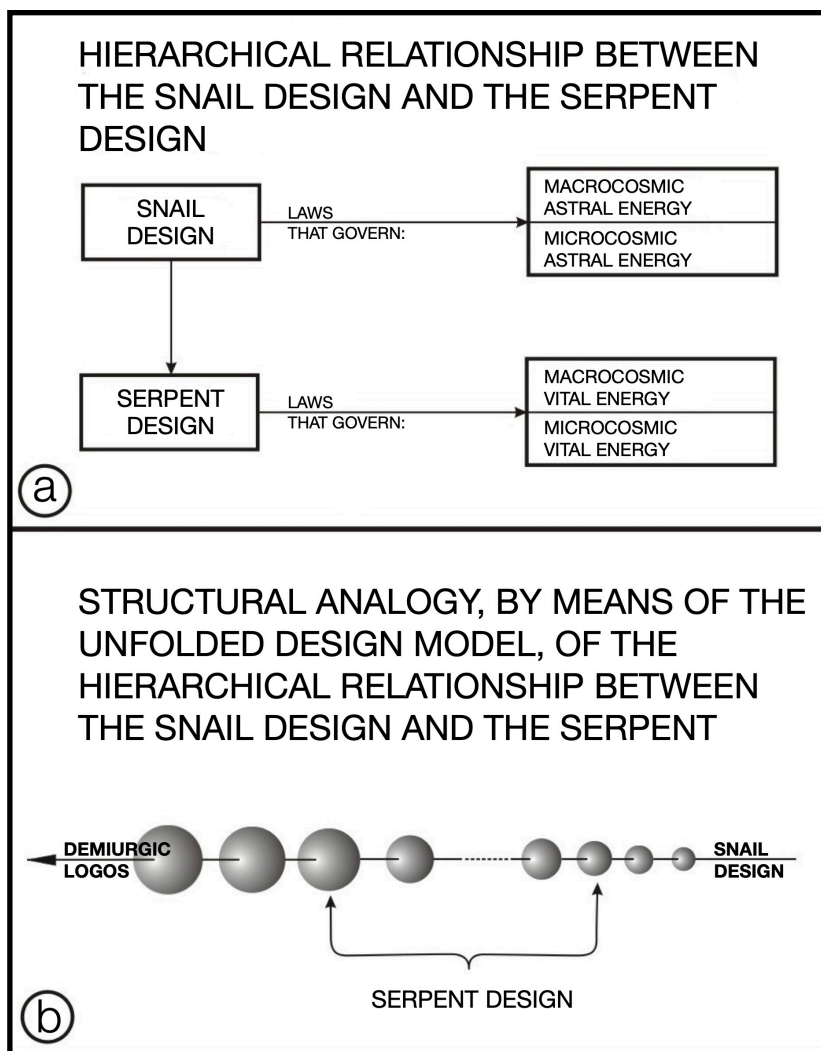 HIERARCHICAL RELATIONSHIP BETWEEN
THE SNAIL DESIGN AND THE SERPENT
DESIGN
SNAIL
DESIGN
LAWS
THAT GOVERN:
MACROCOSMIC
ASTRAL ENERGY
MICROCOSMIC
ASTRAL ENERGY
SERPENT
DESIGN
LAWS
THAT GOVERN:
MACROCOSMIC
VITAL ENERGY
MICROCOSMIC
VITAL ENERGY
a
STRUCTURAL ANALOGY, BY MEANS OF THE
UNFOLDED DESIGN MODEL, OF THE
HIERARCHICAL RELATIONSHIP BETWEEN
THE SNAIL DESIGN AND THE SERPENT
DEMIURGIC
LOGOS
SNAIL
DESIGN
SERPENT DESIGN
b